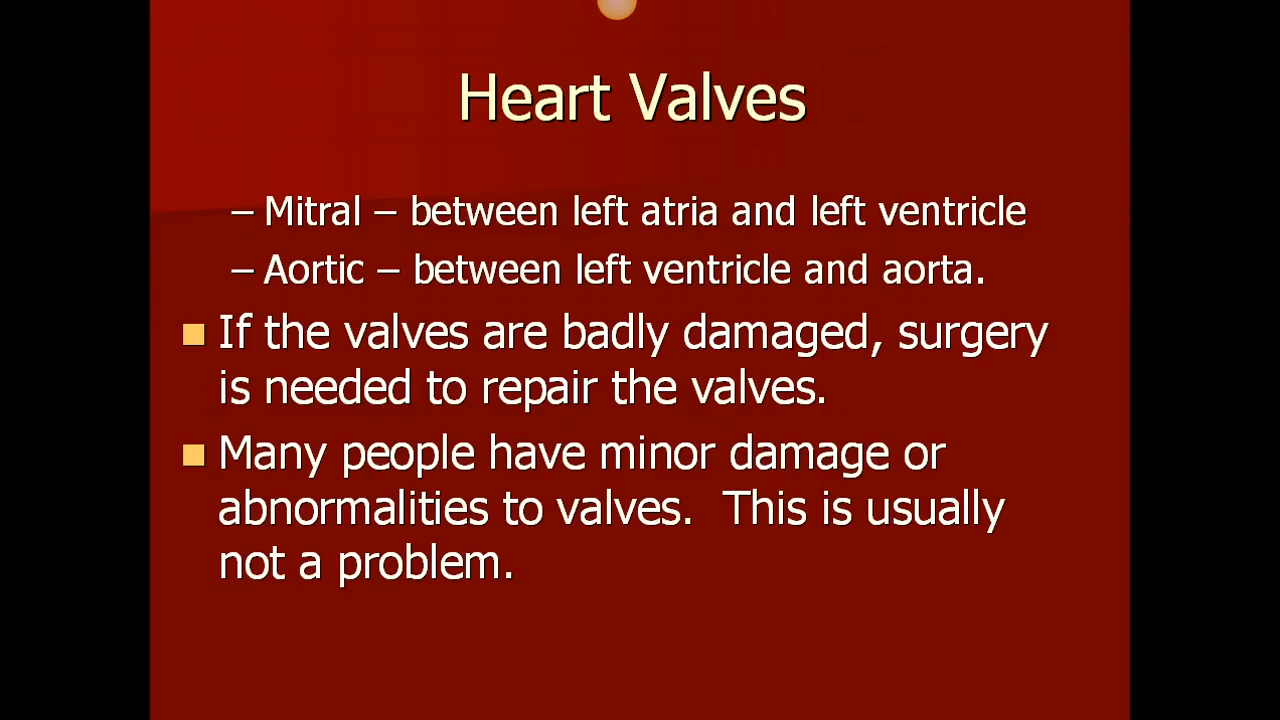 Heart Valves
– Mitral – between left atria and left ventricle
– Aortic – between left ventricle and aorta.
If the valves are badly damaged, surgery
is needed to repair the valves.
Many people have minor damage or
abnormalities to valves.  This is usually
not a problem.